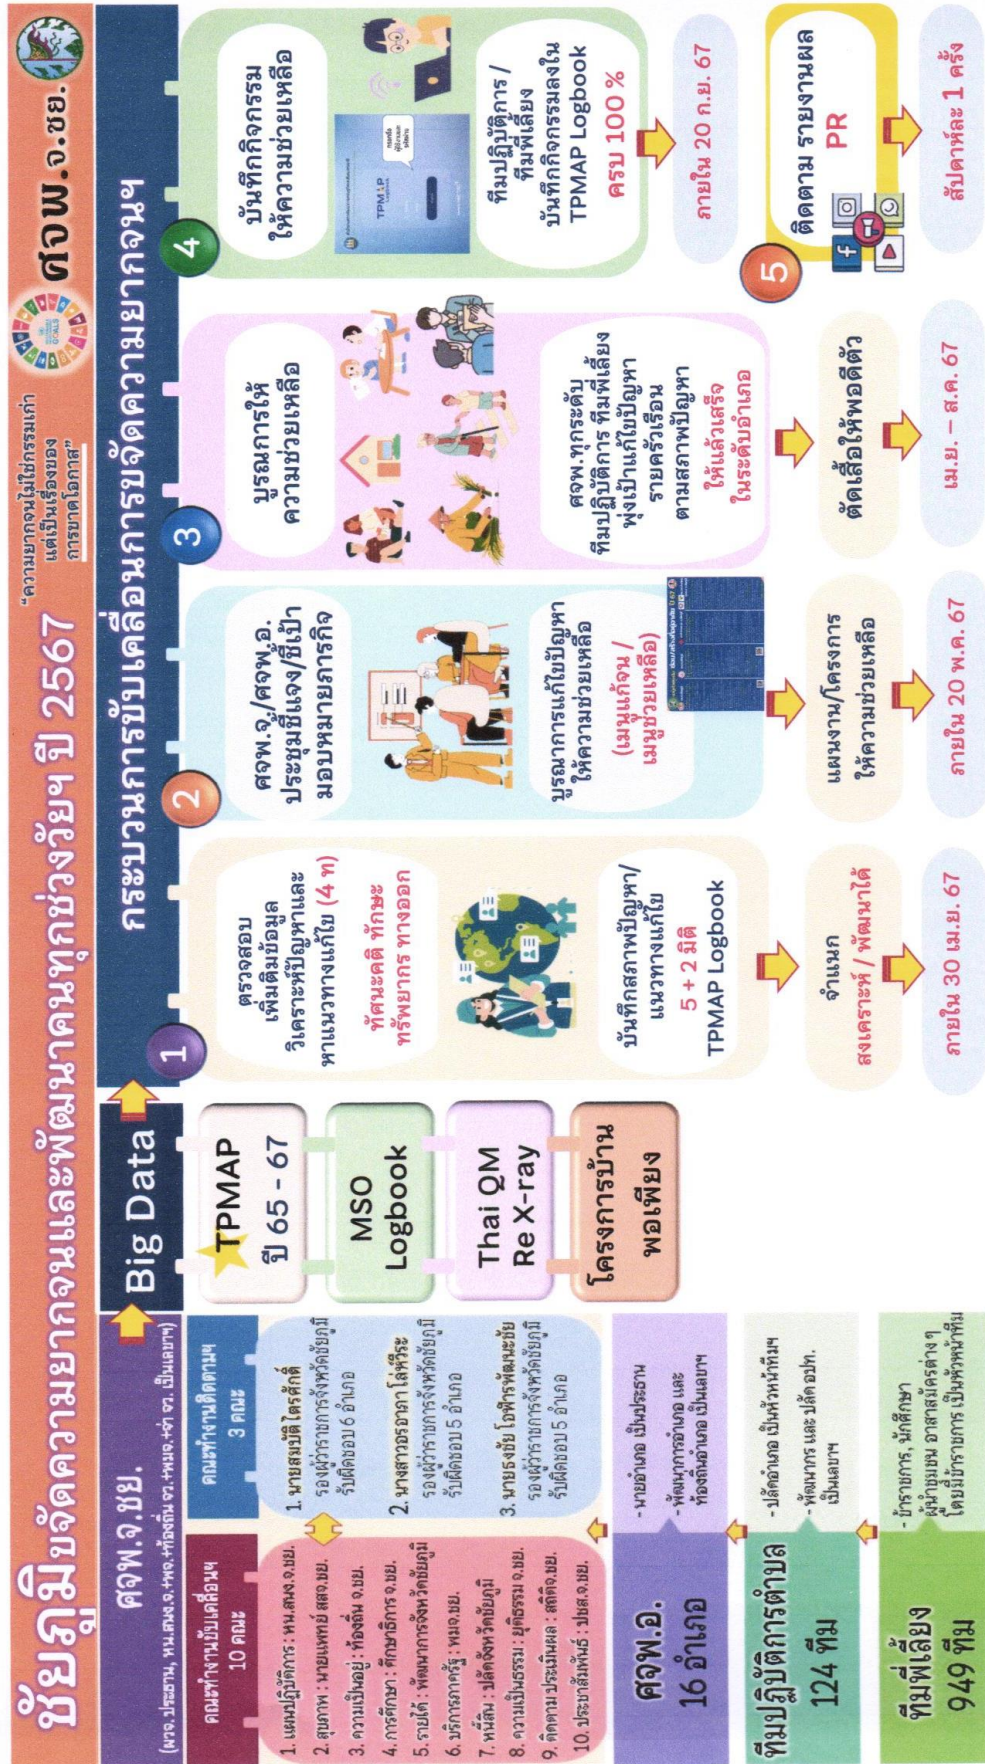 ชัยภูมิขจัดความยากจนและพัฒนาคนทุกช่วงวัยฯ ปี 2567
“ความยากจนไม่ใช่กรรมเก่า
แต่เป็นเรื่องของ
การขาดโอกาส”
ศจพ.จ.ชย.
ศจพ.จ.ชย.
(ผวจ.ประธาน, หน.สนง.จ.+พจ.+ท้องถิ่น จว.+พมจ.+จ่า จว. เป็นเลขาฯ)
คณะทำงานขับเคลื่อนฯ
10 คณะ
1. แผนปฏิบัติการ : หน.สนง.จ.ชย.
2. สุขภาพ : นายแพทย์ สสจ.ชย.
3. ความเป็นอยู่ : ท้องถิ่น จ.ชย.
4. การศึกษา : ศึกษาธิการ จ.ชย.
5. รายได้ : พัฒนาการจังหวัดชัยภูมิ
6. บริการภาครัฐ : พมจ.ชย.
7. หนี้สิน : ปลัดจังหวัดชัยภูมิ
8. ความเป็นธรรม : ยุติธรรม จ.ชย.
9. ติดตาม ประเมินผล : สถิติจ.ชย.
10. ประชาสัมพันธ์ : ปชส.จ.ชย.
คณะทำงานติดตามฯ
3 คณะ
1. นายสมบัติ ไตรศักดิ์
รองผู้ว่าราชการจังหวัดชัยภูมิ
รับผิดชอบ 6 อำเภอ
2. นางสาวอรอาภา โล่ห์วีระ
รองผู้ว่าราชการจังหวัดชัยภูมิ
รับผิดชอบ 5 อำเภอ
3. นายธงชัย โอฬารพัฒนะชัย
รองผู้ว่าราชการจังหวัดชัยภูมิ
รับผิดชอบ 5 อำเภอ
ศจพ.อ.
16 อำเภอ
- นายอำเภอ เป็นประธาน
- พัฒนาการอำเภอ และ
ท้องถิ่นอำเภอ เป็นเลขาฯ
ทีมปฏิบัติการตำบล
124 ทีม
- ปลัดอำเภอ เป็นหัวหน้าทีมฯ
- พัฒนากร และ ปลัด อปท.
เป็นเลขาฯ
ทีมพี่เลี้ยง
949 ทีม
- ข้าราชการ, นักศึกษา
ผู้นำชุมชน อาสาสมัครต่าง ๆ
โดยมีข้าราชการ เป็นหัวหน้าทีม
Big Data
TPMAP
ปี 65 - 67
MSO
Logbook
Thai QM
Re X-ray
โครงการบ้าน
พอเพียง
กระบวนการขับเคลื่อนการขจัดความยากจนฯ
1
ตรวจสอบ
เพิ่มเติมข้อมูล
วิเคราะห์ปัญหาและ
หาแนวทางแก้ไข (4 ท)
ทัศนะคติ ทักษะ
ทรัพยากร ทางออก
บันทึกสภาพปัญหา/
แนวทางแก้ไข
5 + 2 มิติ
TPMAP Logbook
จำแนก
สงเคราะห์ / พัฒนาได้
ภายใน 30 เม.ย. 67
2
ศจพ.จ./ศจพ.อ.
ประชุมชี้แจง/ชี้เป้า
มอบหมายภารกิจ
บูรณาการแก้ไขปัญหา
ให้ความช่วยเหลือ
(เมนูแก้จน /
เมนูช่วยเหลือ)
แผนงาน/โครงการ
ให้ความช่วยเหลือ
ภายใน 20 พ.ค. 67
3
บูรณการให้
ความช่วยเหลือ
ศจพ.ทุกระดับ
ทีมปฏิบัติการ ทีมพี่เลี้ยง
พุ่งเป้าแก้ไขปัญหา
รายครัวเรือน
ตามสภาพปัญหา
ให้แล้วเสร็จ
ในระดับอำเภอ
ตัดเสื้อให้พอดีตัว
เม.ย. – ส.ค. 67
4
บันทึกกิจกรรม
ให้ความช่วยเหลือ
TPMAP
Logbook
ทีมปฏิบัติการ /
ทีมพี่เลี้ยง
บันทึกกิจกรรมลงใน
TPMAP Logbook
ครบ 100 %
ภายใน 20 ก.ย. 67
5
ติดตาม รายงานผล
PR
สัปดาห์ละ 1 ครั้ง